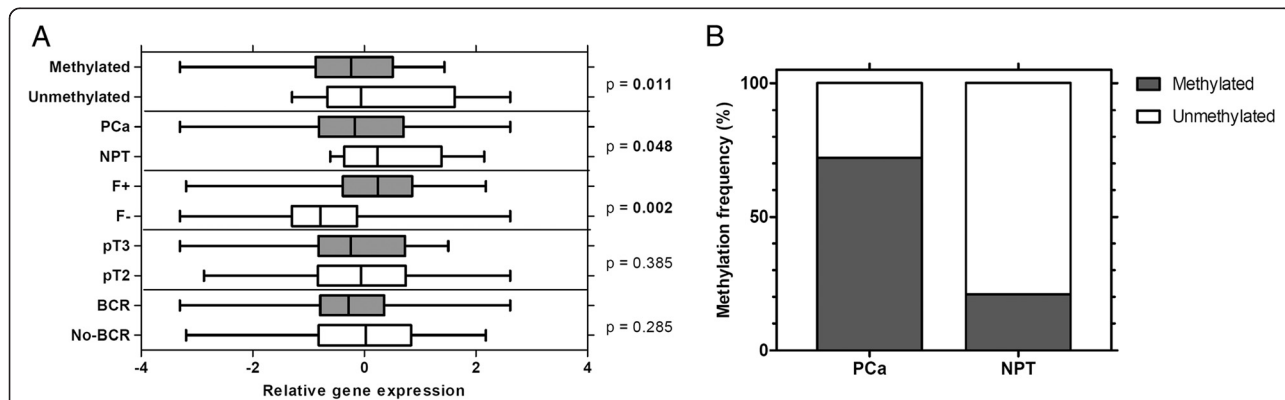 A
Methylated
Unmethylated
p = 0.011
PCa
NPT
p = 0.048
F+
F-
p = 0.002
pT3
pT2
p = 0.385
BCR
No-BCR
p = 0.285
-4 -2 0 2 4
Relative gene expression
B
Methylation frequency (%)
100
50
0
PCa NPT
Methylated
Unmethylated